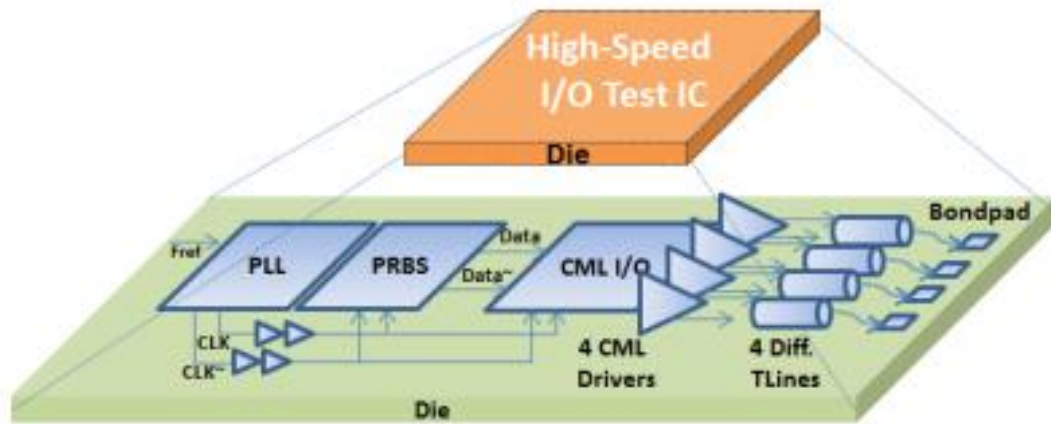 High-Speed
I/O Test IC
Die
Bondpad
Fref
PLL
PRBS
Data
Data~
CML I/O
CLK
CLK~
4 CML
Drivers
4 Diff.
TLines
Die